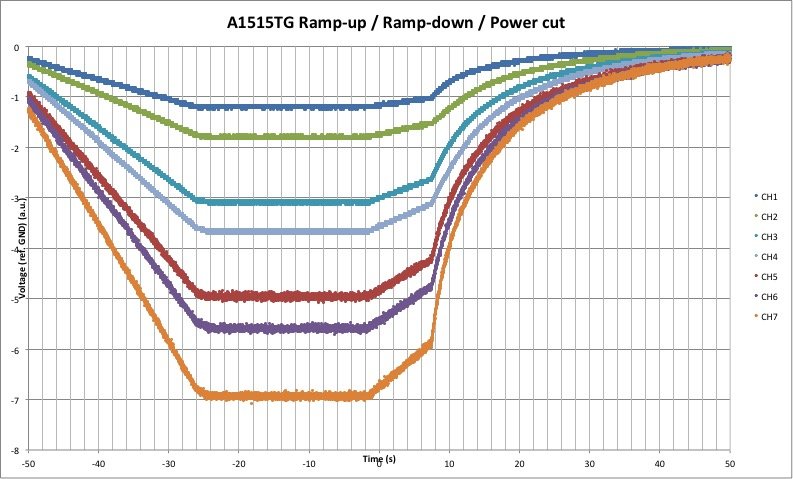 A1515TG Ramp-up / Ramp-down / Power cut
0
-1
-2
-3
-4
-5
-6
-7
-8
Voltage (ref. GND) (a.u.)
-50 -40 -30 -20 -10 0 10 20 30 40 50
Time (s)
CH1
CH2
CH3
CH4
CH5
CH6
CH7